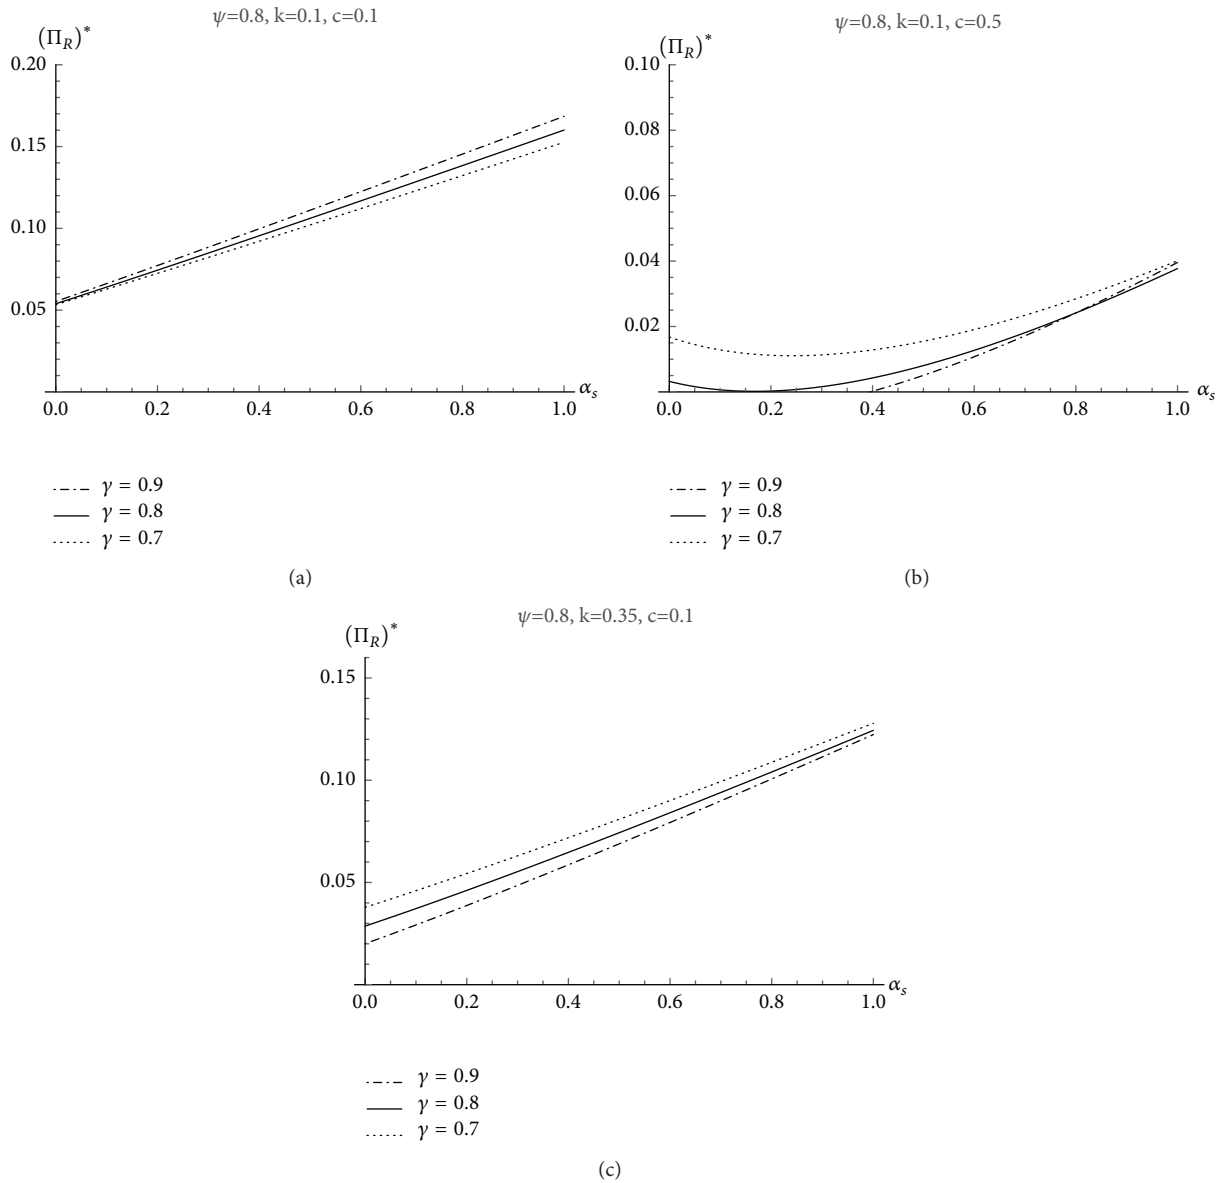 ψ=0.8, k=0.1, c=0.1
(Π_R)*
0.20
0.15
0.10
0.05
0.0 0.2 0.4 0.6 0.8 1.0 α_s
γ = 0.9
γ = 0.8
γ = 0.7
(a)
ψ=0.8, k=0.1, c=0.5
(Π_R)*
0.10
0.08
0.06
0.04
0.02
0.0 0.2 0.4 0.6 0.8 1.0 α_s
γ = 0.9
γ = 0.8
γ = 0.7
(b)
ψ=0.8, k=0.35, c=0.1
(Π_R)*
0.15
0.10
0.05
0.0 0.2 0.4 0.6 0.8 1.0 α_s
γ = 0.9
γ = 0.8
γ = 0.7
(c)